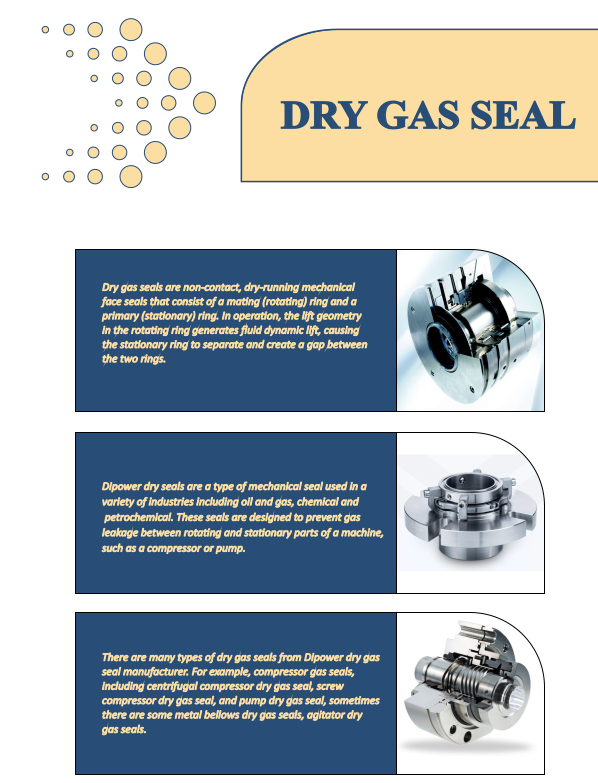 DRY GAS SEAL
Dry gas seals are non-contact, dry-running mechanical
face seals that consist of a mating (rotating) ring and a
primary (stationary) ring. In operation, the lift geometry
in the rotating ring generates fluid dynamic lift, causing
the stationary ring to separate and create a gap between
the two rings.
Dipower dry seals are a type of mechanical seal used in a
variety of industries including oil and gas, chemical and
petrochemical. These seals are designed to prevent gas
leakage between rotating and stationary parts of a machine,
such as a compressor or pump.
There are many types of dry gas seals from Dipower dry gas
seal manufacturer. For example, compressor gas seals,
including centrifugal compressor dry gas seal, screw
compressor dry gas seal, and pump dry gas seal, sometimes
there are some metal bellows dry gas seals, agitator dry
gas seals.